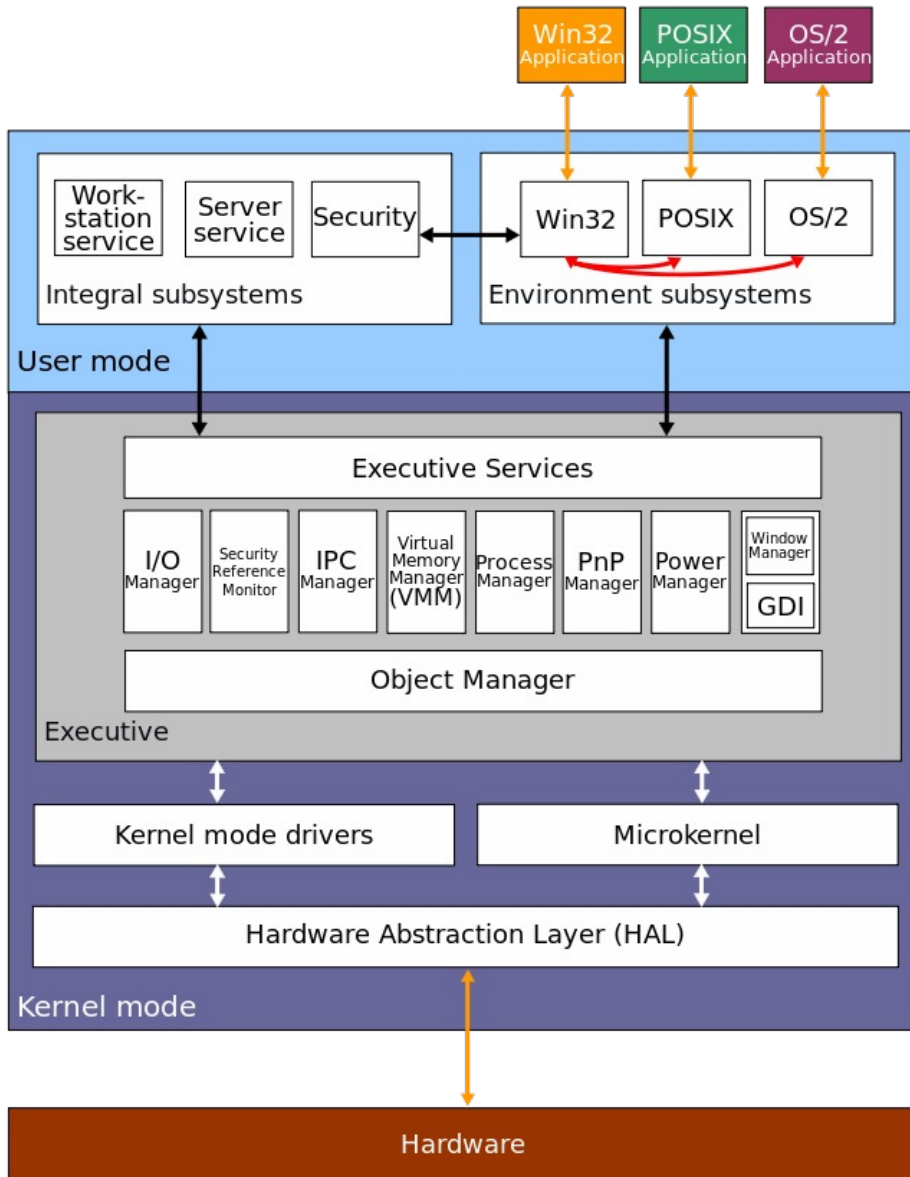 Win32
Application
POSIX
Application
OS/2
Application
Work-
station
service
Server
service
Security
Integral subsystems
Win32
POSIX
OS/2
Environment subsystems
User mode
Executive Services
I/O
Manager
Security
Reference
Monitor
IPC
Manager
Virtual
Memory
Manager
(VMM)
Process
Manager
PnP
Manager
Power
Manager
Window
Manager
GDI
Object Manager
Executive
Kernel mode drivers
Microkernel
Hardware Abstraction Layer (HAL)
Kernel mode
Hardware